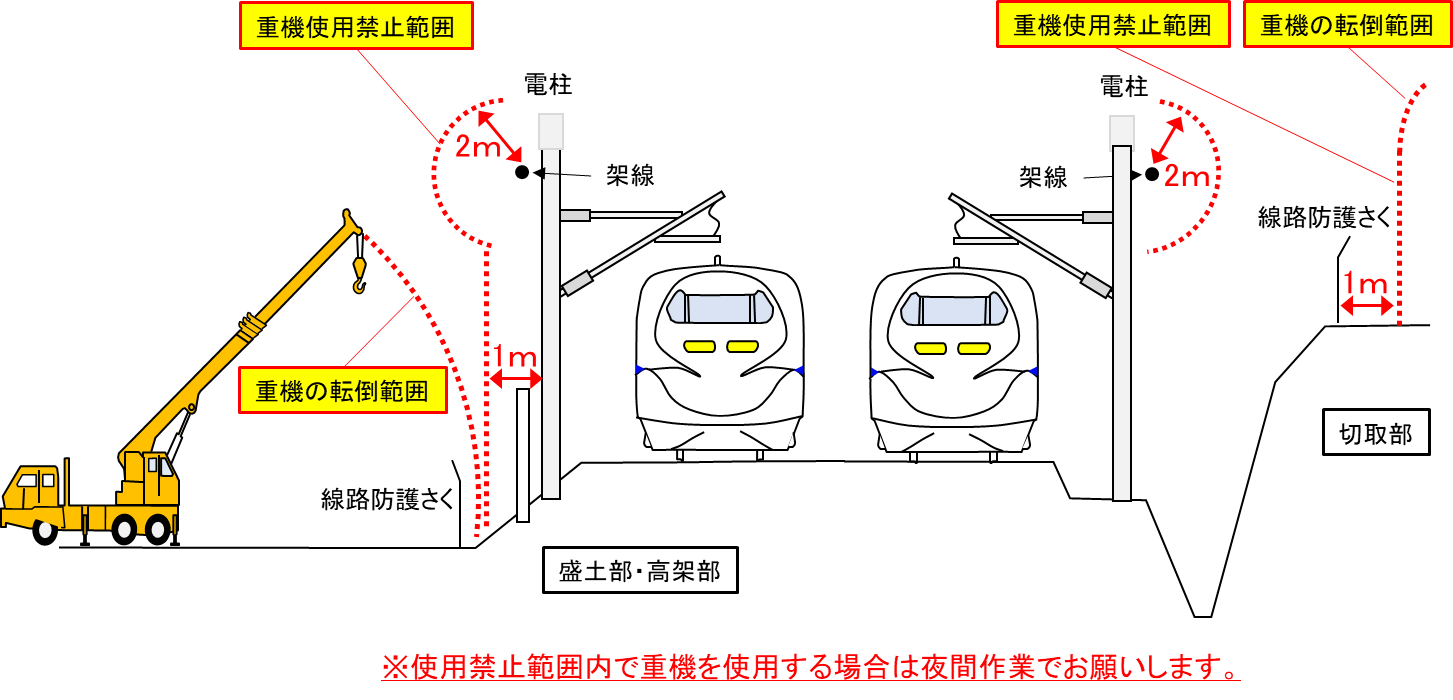 重機使用禁止範囲
重機使用禁止範囲
重機の転倒範囲
電柱
電柱
2m
2m
架線
架線
線路防護さく
1m
1m
重機の転倒範囲
切取部
線路防護さく
盛土部・高架部
※使用禁止範囲内で重機を使用する場合は夜間作業でお願いします。